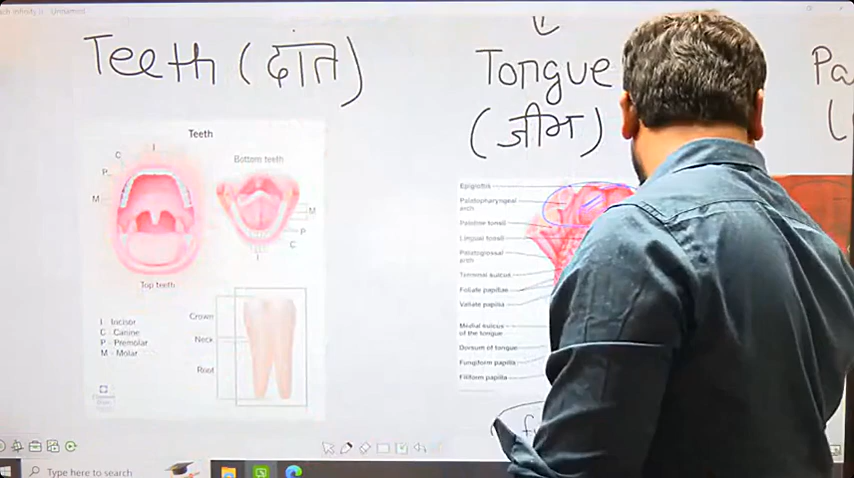 Teeth (दांत)
Tongue
(जीभ)
Pa
Teeth
C
I
P
M
Bottom teeth
M
P
C
I
Top teeth
I - Incisor
C - Canine
P - Premolar
M - Molar
Crown
Neck
Root
Epiglottis
Palatopharyngeal
arch
Palatine tonsil
Lingual tonsil
Palatoglossal
arch
Terminal sulcus
Foliate papillae
Vallate papilla
Medial sulcus
of the tongue
Dorsum of tongue
Fungiform papilla
Filiform papilla
Type here to search